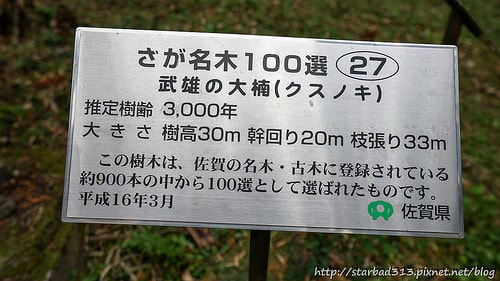 さが名木100選 27
武雄の大楠(クスノキ)
推定樹齢 3,000年
大きさ 樹高30m 幹回り20m 枝張り33m
この樹木は、佐賀の名木・古木に登録されている
約900本の中から100選として選ばれたものです。
平成16年3月
佐賀県
http://starbad313.pixnet.net/blog